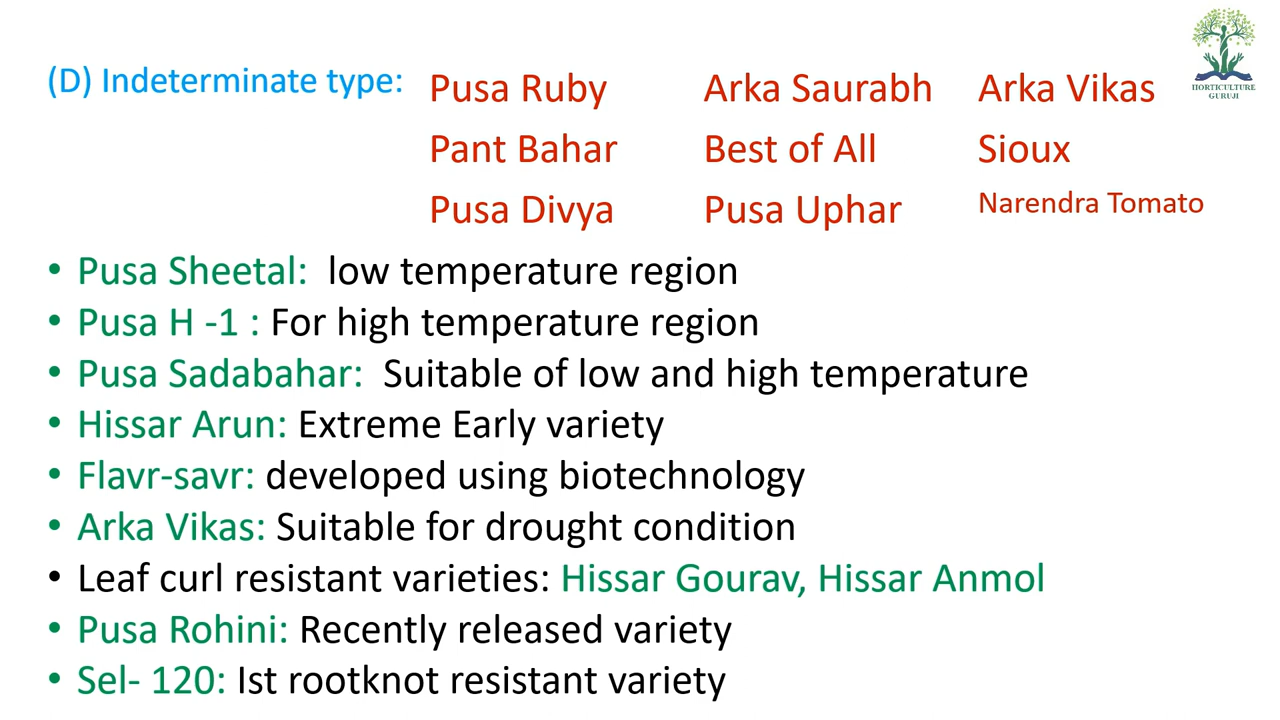 (D) Indeterminate type: Pusa Ruby Arka Saurabh Arka Vikas
Pant Bahar Best of All Sioux
Pusa Divya Pusa Uphar Narendra Tomato
HORTICULTURE
GURUJI
• Pusa Sheetal: low temperature region
• Pusa H -1 : For high temperature region
• Pusa Sadabahar: Suitable of low and high temperature
• Hissar Arun: Extreme Early variety
• Flavr-savr: developed using biotechnology
• Arka Vikas: Suitable for drought condition
• Leaf curl resistant varieties: Hissar Gourav, Hissar Anmol
• Pusa Rohini: Recently released variety
• Sel- 120: Ist rootknot resistant variety